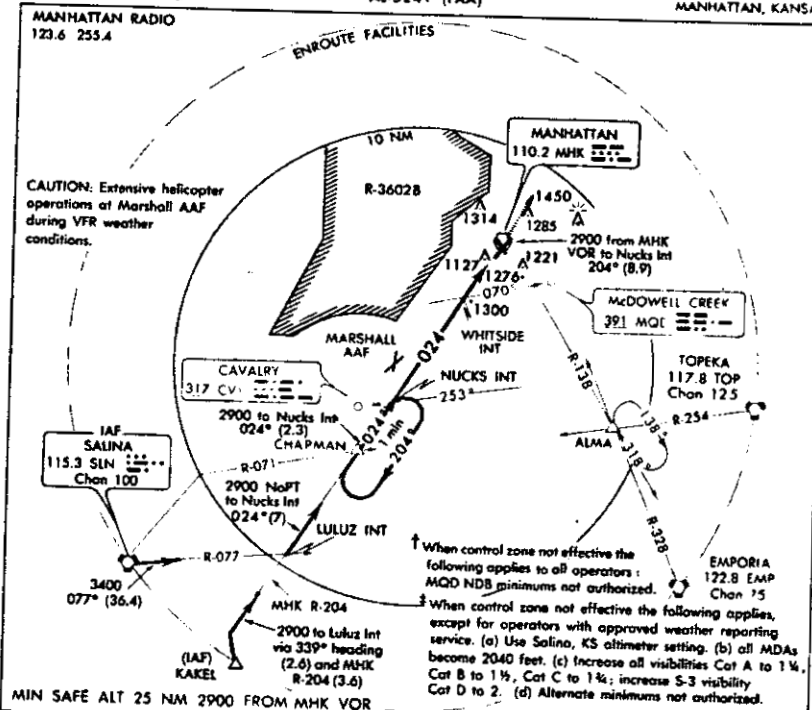 (FAA)
MANHATTAN, KANSA
MANHATTAN RADIO
123.6 255.4
ENROUTE FACILITIES
10 NM
MANHATTAN
110.2 MHK
R-3602B
CAUTION: Extensive helicopter
operations at Marshall AAF
during VFR weather
conditions.
1314
1450
1285
2900 from MHK
VOR to Nucks Int
204° (8.9)
1127
1221
1276
070
1300
McDOWELL CREEK
391 MQD
WHITSIDE
INT
MARSHALL
AAF
024
TOPEKA
117.8 TOP
Chan 125
R-138
CAVALRY
317 CV
NUCKS INT
253°
2900 to Nucks Int
024° (2.3)
CHAPMAN
024°
1 min
204°
R-254
138°
318°
ALMA
IAF
SALINA
115.3 SLN
Chan 100
R-071
2900 NoPT
to Nucks Int
024° (7)
LULUZ INT
R-077
R-328
3400
077° (36.4)
† When control zone not effective the
following applies to all operators :
MQD NDB minimums not authorized.
EMPORIA
122.8 EMP
Chan 75
MHK R-204
2900 to Luluz Int
via 339° heading
(2.6) and MHK
R-204 (3.6)
(IAF)
KAKEL
‡ When control zone not effective the following applies,
except for operators with approved weather reporting
service. (a) Use Salina, KS altimeter setting. (b) all MDAs
become 2040 feet. (c) Increase all visibilities Cat A to 1¼,
Cat B to 1½, Cat C to 1¾; increase S-3 visibility
Cat D to 2. (d) Alternate minimums not authorized.
MIN SAFE ALT 25 NM 2900 FROM MHK VOR